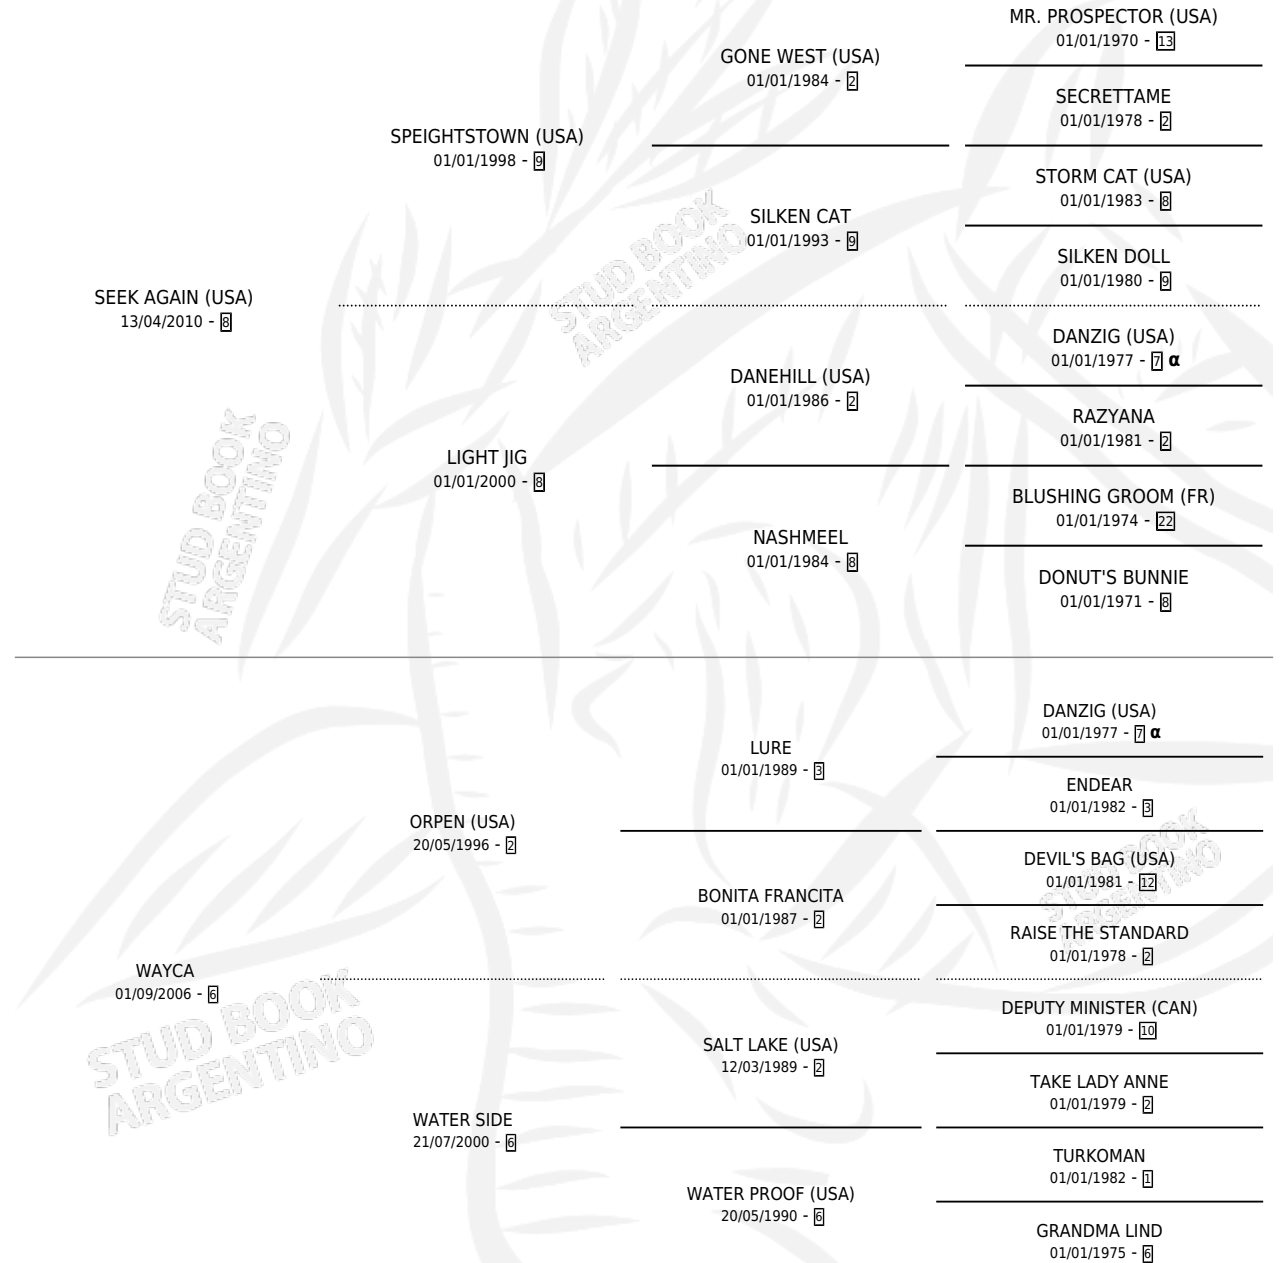 MR. PROSPECTOR (USA)
01/01/1970 - 13
GONE WEST (USA)
01/01/1984 - 2
SECRETTAME
01/01/1978 - 2
SPEIGHTSTOWN (USA)
01/01/1998 - 9
STORM CAT (USA)
01/01/1983 - 8
SILKEN CAT
01/01/1993 - 9
SILKEN DOLL
01/01/1980 - 9
SEEK AGAIN (USA)
13/04/2010 - 8
DANZIG (USA)
01/01/1977 - 7 α
DANEHILL (USA)
01/01/1986 - 2
RAZYANA
01/01/1981 - 2
LIGHT JIG
01/01/2000 - 8
BLUSHING GROOM (FR)
01/01/1974 - 22
NASHMEEL
01/01/1984 - 8
DONUT'S BUNNIE
01/01/1971 - 8
DANZIG (USA)
01/01/1977 - 7 α
LURE
01/01/1989 - 3
ENDEAR
01/01/1982 - 3
ORPEN (USA)
20/05/1996 - 2
DEVIL'S BAG (USA)
01/01/1981 - 12
BONITA FRANCITA
01/01/1987 - 2
RAISE THE STANDARD
01/01/1978 - 2
WAYCA
01/09/2006 - 6
DEPUTY MINISTER (CAN)
01/01/1979 - 10
SALT LAKE (USA)
12/03/1989 - 2
TAKE LADY ANNE
01/01/1979 - 2
WATER SIDE
21/07/2000 - 6
TURKOMAN
01/01/1982 - 1
WATER PROOF (USA)
20/05/1990 - 6
GRANDMA LIND
01/01/1975 - 6
STUD BOOK
ARGENTINO
STUD BOOK
ARGENTINO
STUD BOOK
ARGENTINO
STUD BOOK
ARGENTINO